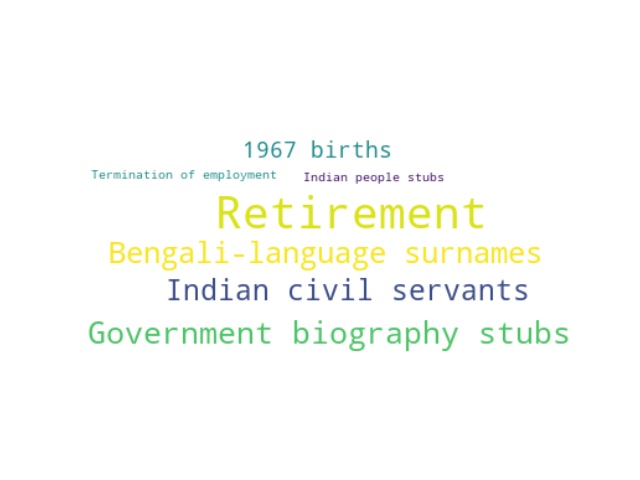 1967 births
Termination of employment
Indian people stubs
Retirement
Bengali-language surnames
Indian civil servants
Government biography stubs